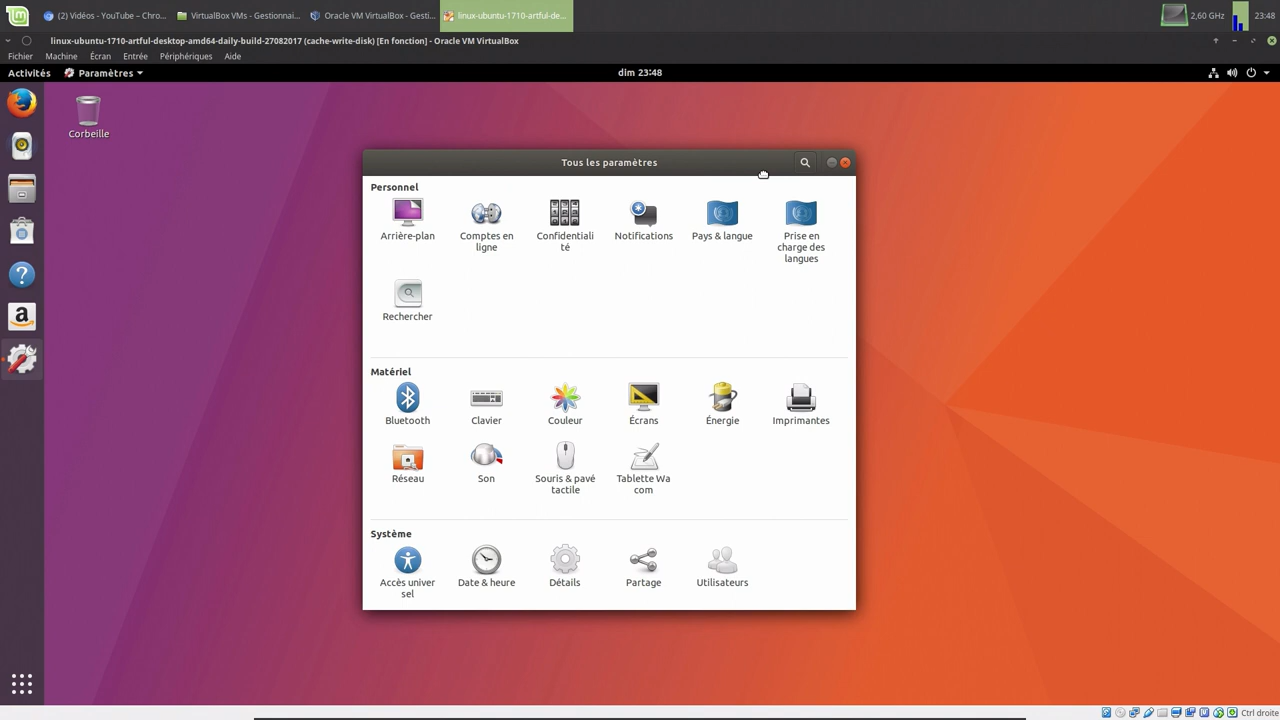 (2) Vidéos - YouTube – Chro...
VirtualBox VMs - Gestionnai...
Oracle VM VirtualBox - Gesti...
linux-ubuntu-1710-artful-de...
2,60 GHz
23:48
linux-ubuntu-1710-artful-desktop-amd64-daily-build-27082017 (cache-write-disk) [En fonction] - Oracle VM VirtualBox
Fichier Machine Écran Entrée Périphériques Aide
Activités Paramètres
dim 23:48
Corbeille
Tous les paramètres
Personnel
Arrière-plan
Comptes en
ligne
Confidentiali
té
Notifications
Pays & langue
Prise en
charge des
langues
Rechercher
Matériel
Bluetooth
Clavier
Couleur
Écrans
Énergie
Imprimantes
Réseau
Son
Souris & pavé
tactile
Tablette Wa
com
Système
Accès univer
sel
Date & heure
Détails
Partage
Utilisateurs
Ctrl droite